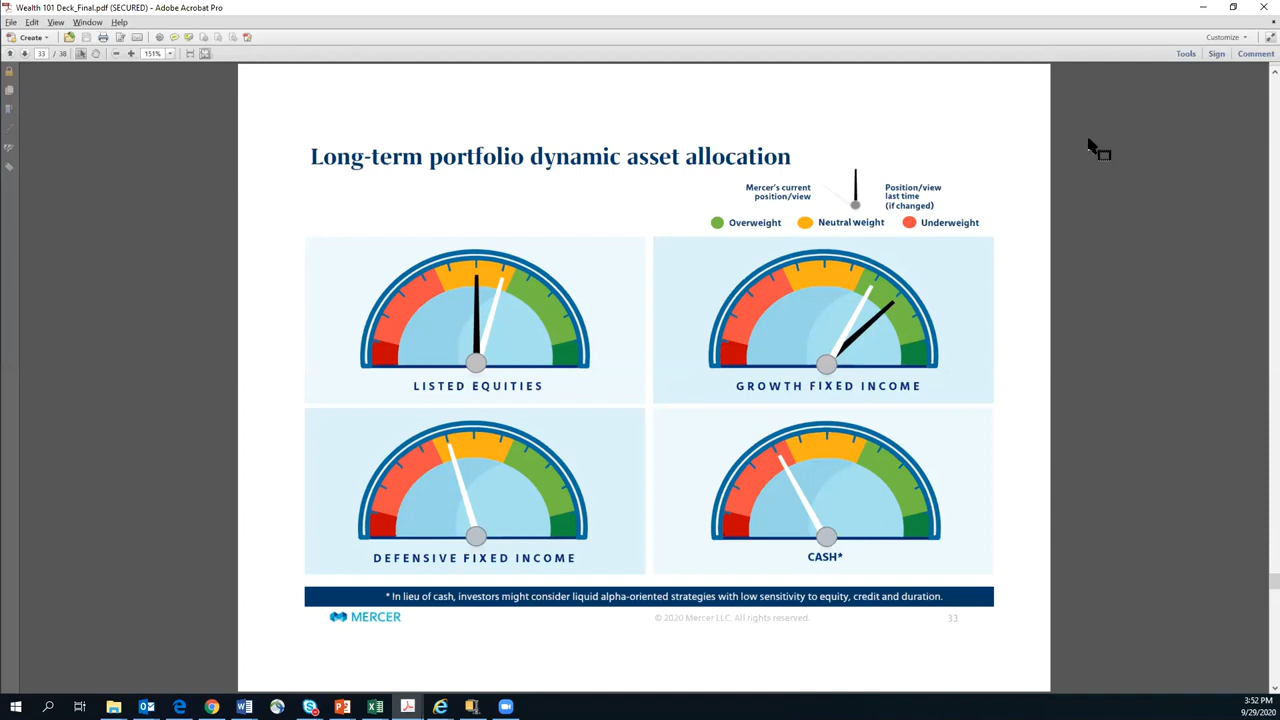 Wealth 101 Deck_Final.pdf (SECURED) - Adobe Acrobat Pro
File Edit View Window Help
Create
Customize
33 / 38
151%
Tools Sign Comment
Long-term portfolio dynamic asset allocation
Mercer's current
position/view
Position/view
last time
(if changed)
Overweight Neutral weight Underweight
LISTED EQUITIES
GROWTH FIXED INCOME
DEFENSIVE FIXED INCOME
CASH*
* In lieu of cash, investors might consider liquid alpha-oriented strategies with low sensitivity to equity, credit and duration.
MERCER
© 2020 Mercer LLC. All rights reserved.
33
3:52 PM
9/29/2020